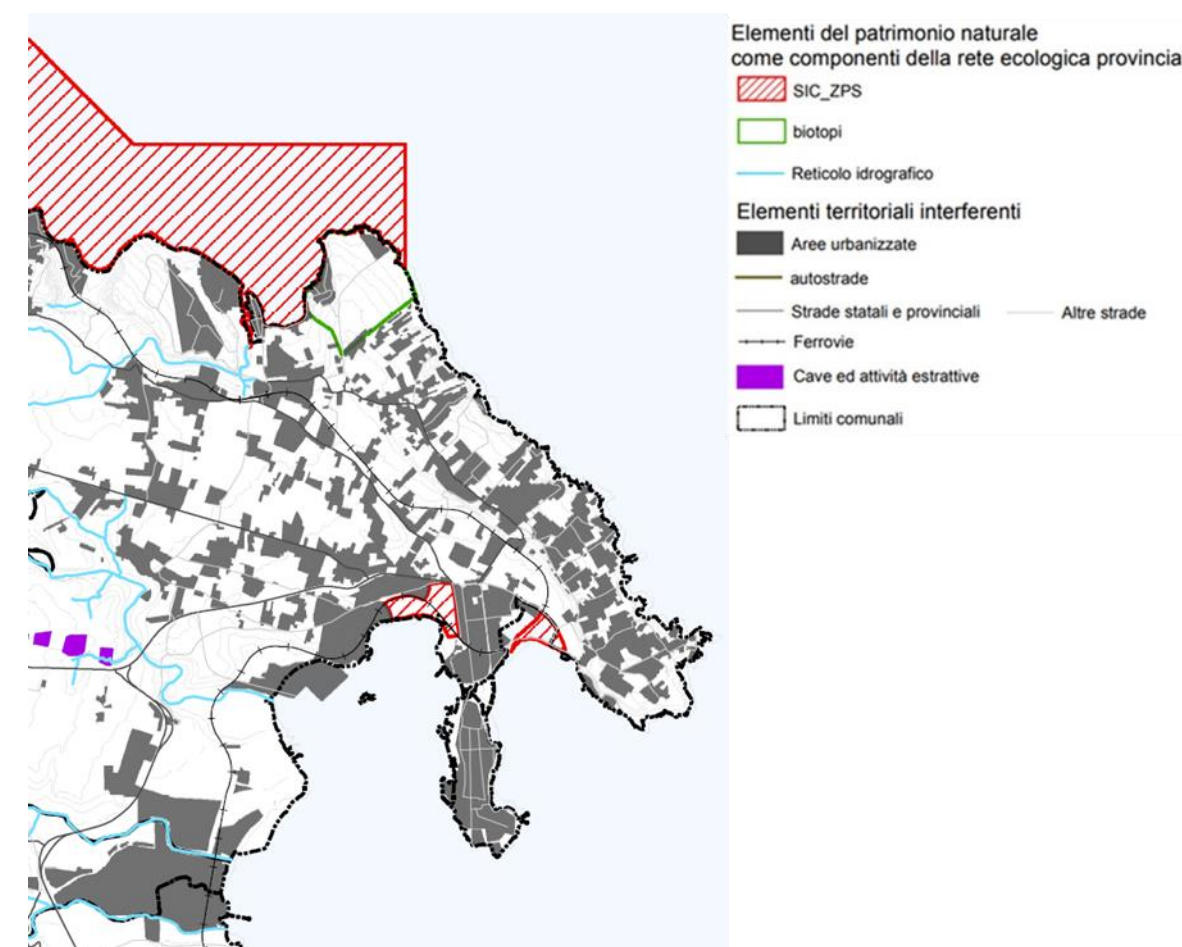 Elementi del patrimonio naturale
come componenti della rete ecologica provincia
SIC_ZPS
biotopi
Reticolo idrografico
Elementi territoriali interferenti
Aree urbanizzate
autostrade
Strade statali e provinciali Altre strade
Ferrovie
Cave ed attività estrattive
Limiti comunali